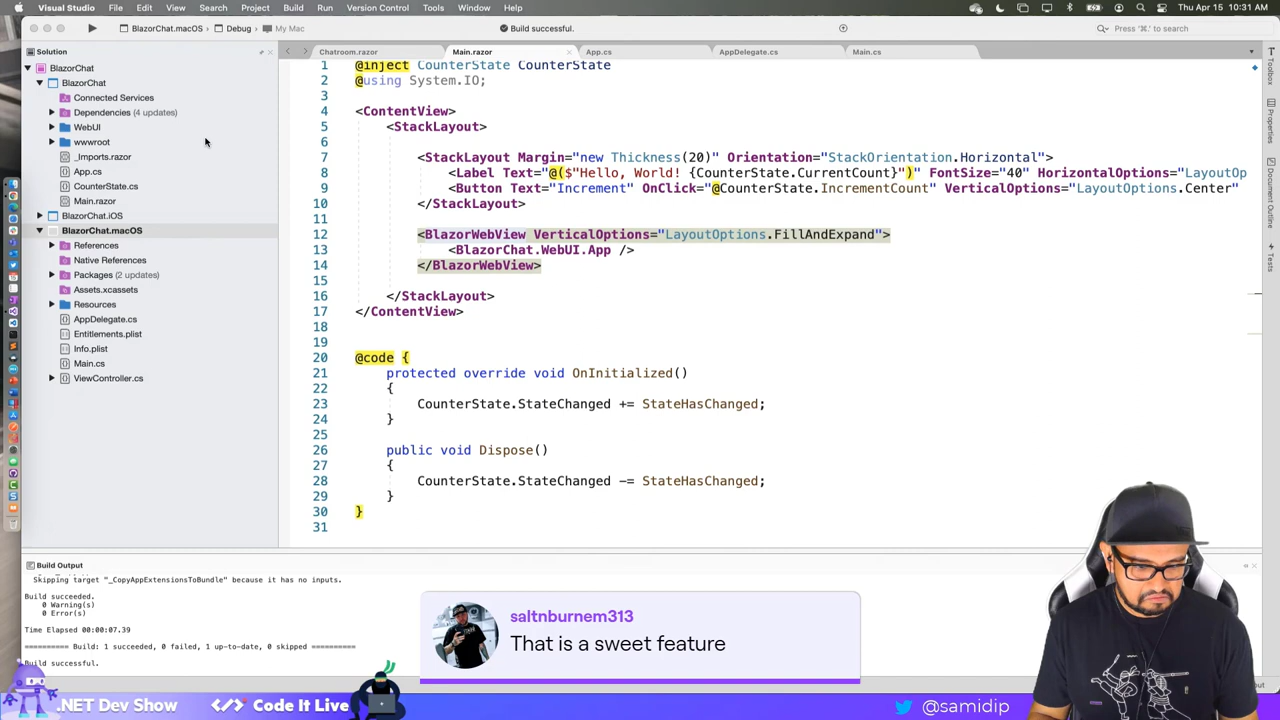 Visual Studio File Edit View Search Project Build Run Version Control Tools Window Help Thu Apr 15 10:31 AM
BlazorChat.macOS Debug My Mac Build successful. Press '⌘.' to search
Solution
Chatroom.razor Main.razor App.cs AppDelegate.cs Main.cs
BlazorChat
BlazorChat
Connected Services
Dependencies (4 updates)
WebUI
wwwroot
_Imports.razor
App.cs
CounterState.cs
Main.razor
BlazorChat.iOS
BlazorChat.macOS
References
Native References
Packages (2 updates)
Assets.xcassets
Resources
AppDelegate.cs
Entitlements.plist
Info.plist
Main.cs
ViewController.cs
1 @inject CounterState CounterState
2 @using System.IO;
3
4 <ContentView>
5 <StackLayout>
6
7 <StackLayout Margin="new Thickness(20)" Orientation="StackOrientation.Horizontal">
8 <Label Text="@($"Hello, World! {CounterState.CurrentCount}")" FontSize="40" HorizontalOptions="LayoutOp
9 <Button Text="Increment" OnClick="@CounterState.IncrementCount" VerticalOptions="LayoutOptions.Center"
10 </StackLayout>
11
12 <BlazorWebView VerticalOptions="LayoutOptions.FillAndExpand">
13 <BlazorChat.WebUI.App />
14 </BlazorWebView>
15
16 </StackLayout>
17 </ContentView>
18
19
20 @code {
21 protected override void OnInitialized()
22 {
23 CounterState.StateChanged += StateHasChanged;
24 }
25
26 public void Dispose()
27 {
28 CounterState.StateChanged -= StateHasChanged;
29 }
30 }
31
Toolbox
Properties
Document Outline
Tests
Build Output
Skipping target "_CopyAppExtensionsToBundle" because it has no inputs.
Build succeeded.
0 Warning(s)
0 Error(s)
Time Elapsed 00:00:07.39
========== Build: 1 succeeded, 0 failed, 1 up-to-date, 0 skipped ==========
Build successful.
saltnburnem313
That is a sweet feature
.NET Dev Show </> Code It Live @samidip